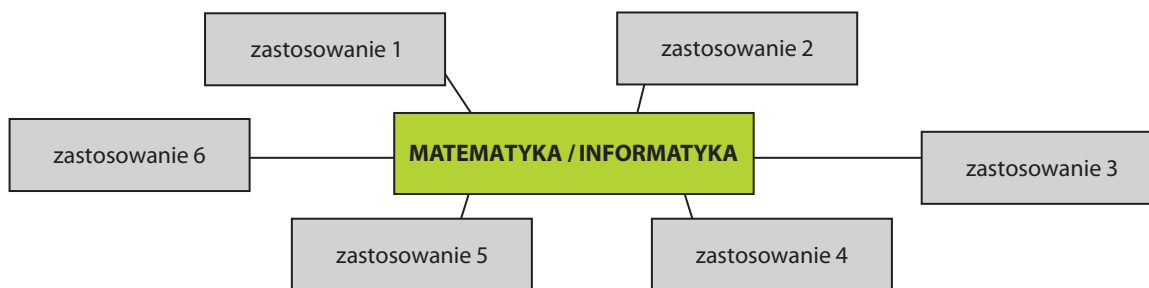 zastosowanie 1
zastosowanie 2
zastosowanie 6
MATEMATYKA / INFORMATYKA
zastosowanie 3
zastosowanie 5
zastosowanie 4